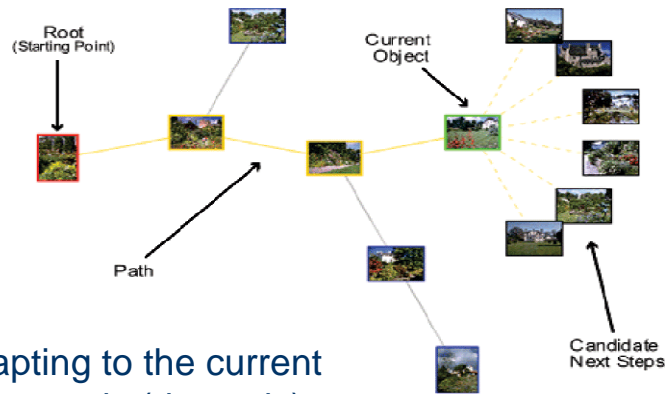 Root
(Starting Point)
Current
Object
Path
Candidate
Next Steps
apting to the current